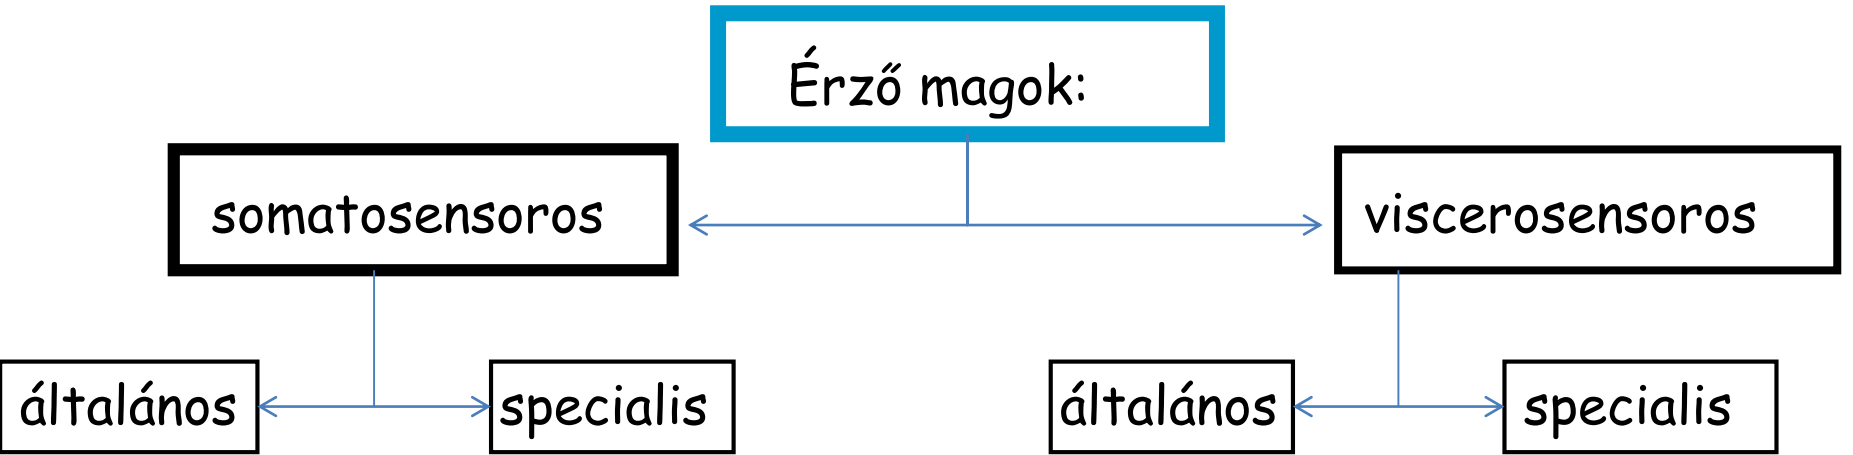 Érző magok:
somatosensoros
viscerosensoros
általános
specialis
általános
specialis